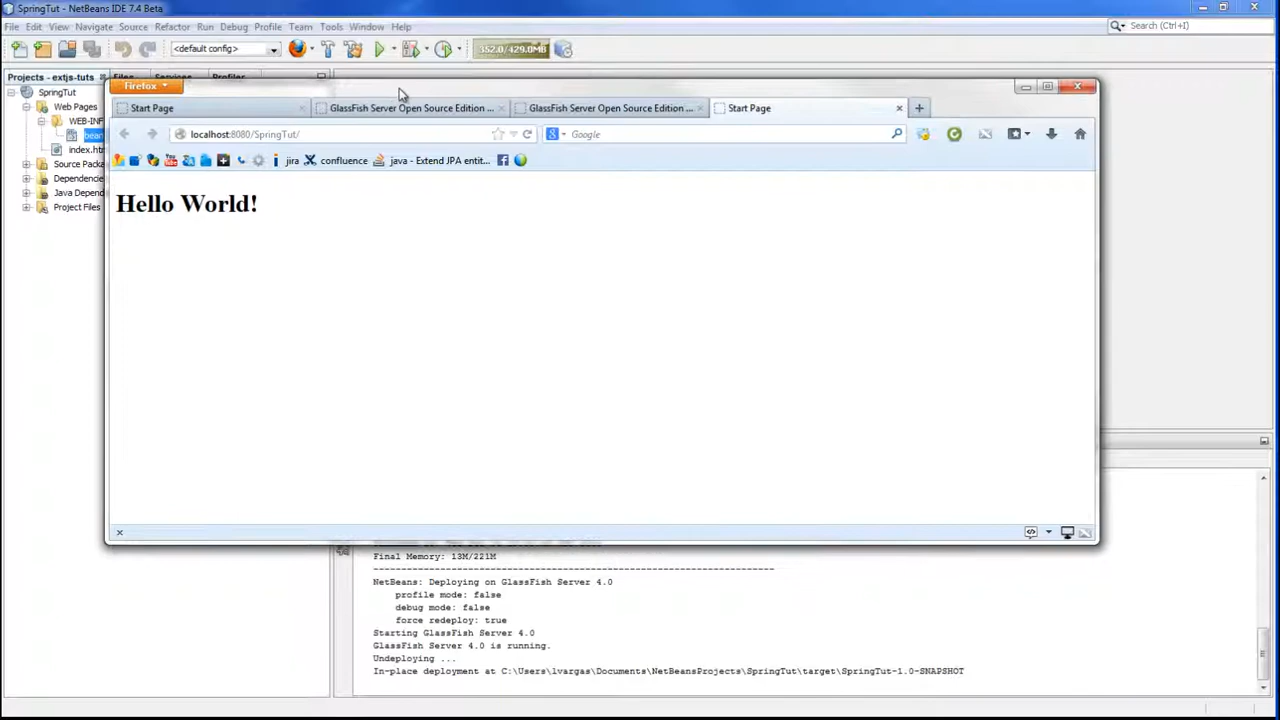 SpringTut - NetBeans IDE 7.4 Beta
File Edit View Navigate Source Refactor Run Debug Profile Team Tools Window Help
Search (Ctrl+I)
<default config>
352.0/429.0MB
Projects - extjs-tuts Files Services Profiler
SpringTut
Web Pages
WEB-INF
bean
index.htm
Source Packa
Dependencie
Java Depend
Project Files
Firefox
Start Page
GlassFish Server Open Source Edition ...
GlassFish Server Open Source Edition ...
Start Page
localhost:8080/SpringTut/
Google
jira confluence java - Extend JPA entit...
Hello World!
Final Memory: 13M/221M
------------------------------------------------------------------------
NetBeans: Deploying on GlassFish Server 4.0
profile mode: false
debug mode: false
force redeploy: true
Starting GlassFish Server 4.0
GlassFish Server 4.0 is running.
Undeploying ...
In-place deployment at C:\Users\lvargas\Documents\NetBeansProjects\SpringTut\target\SpringTut-1.0-SNAPSHOT